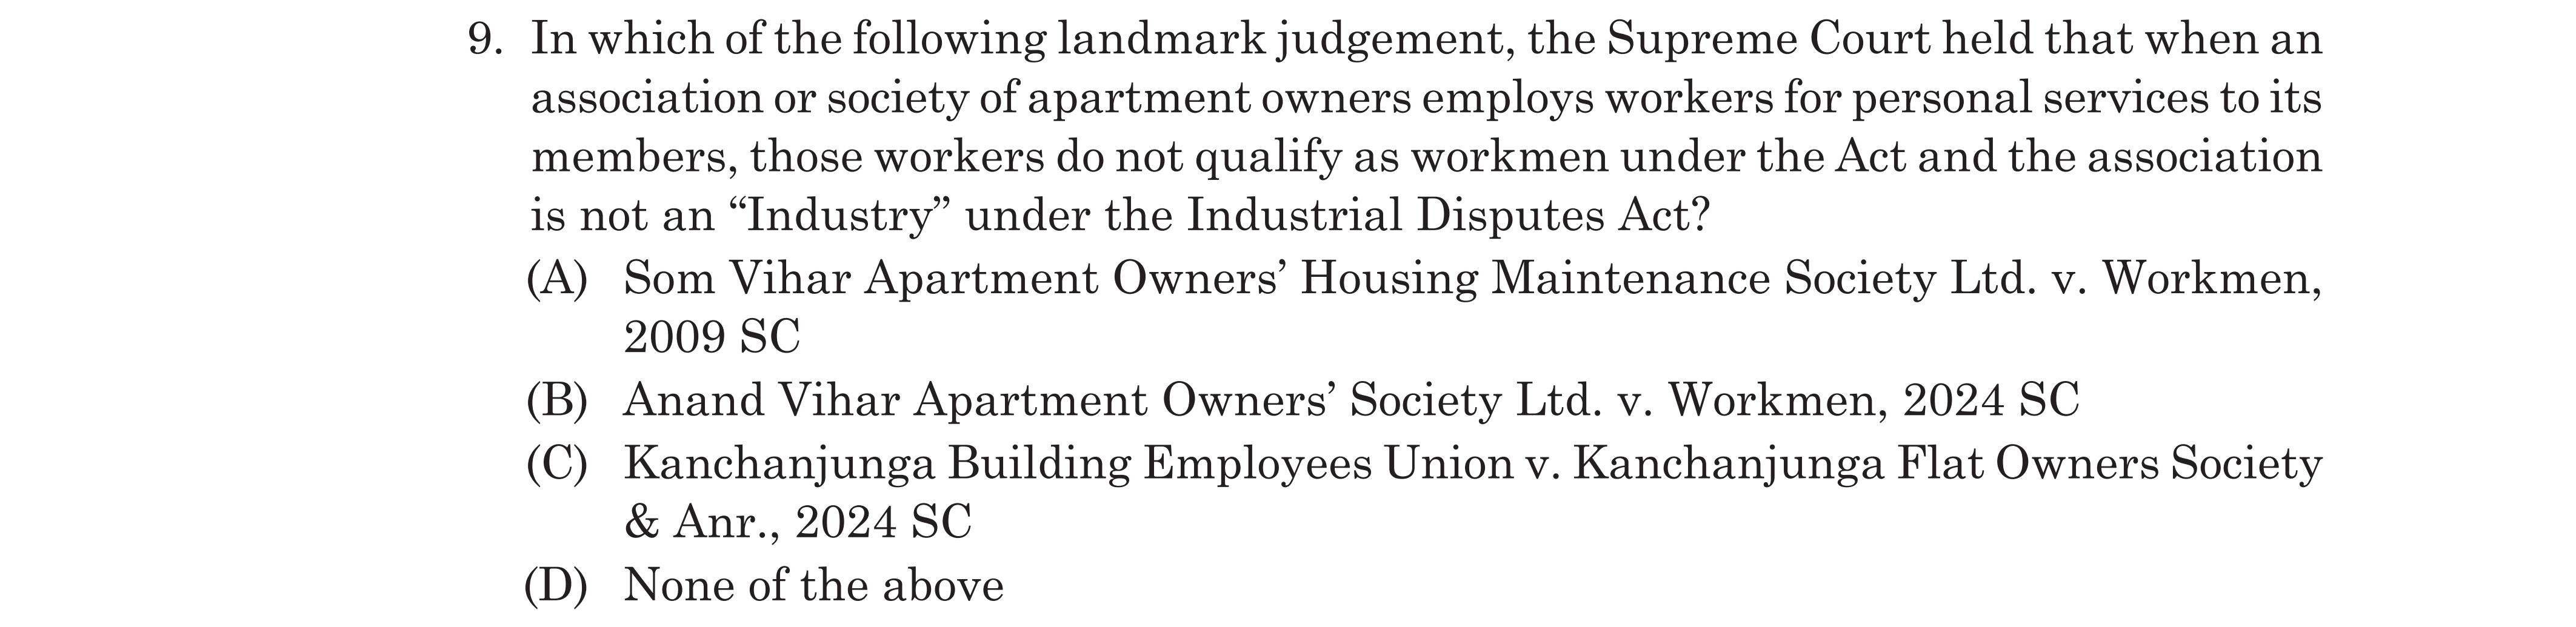 9. In which of the following landmark judgement, the Supreme Court held that when an
association or society of apartment owners employs workers for personal services to its
members, those workers do not qualify as workmen under the Act and the association
is not an “Industry” under the Industrial Disputes Act?
(A) Som Vihar Apartment Owners’ Housing Maintenance Society Ltd. v. Workmen,
2009 SC
(B) Anand Vihar Apartment Owners’ Society Ltd. v. Workmen, 2024 SC
(C) Kanchanjunga Building Employees Union v. Kanchanjunga Flat Owners Society
& Anr., 2024 SC
(D) None of the above